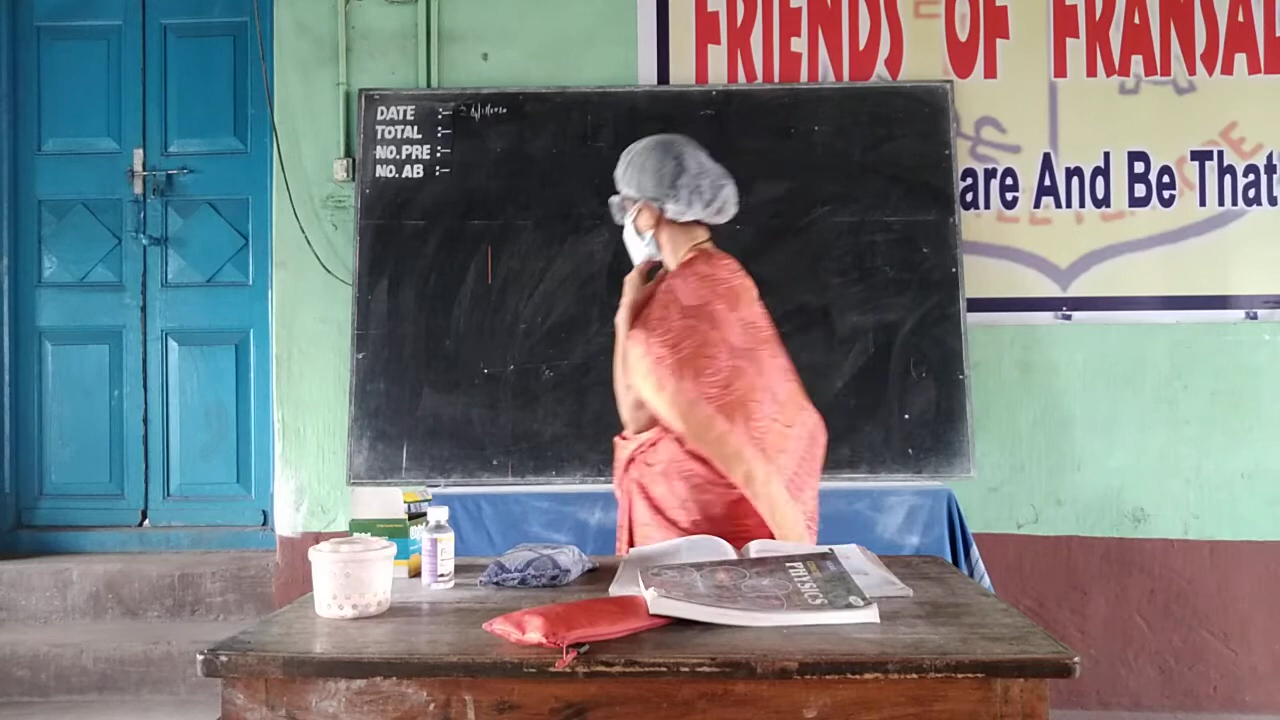 FRIENDS OF FRANSAL
are And Be That
DATE :-
TOTAL :-
NO.PRE :-
NO. AB :-
PHYSICS